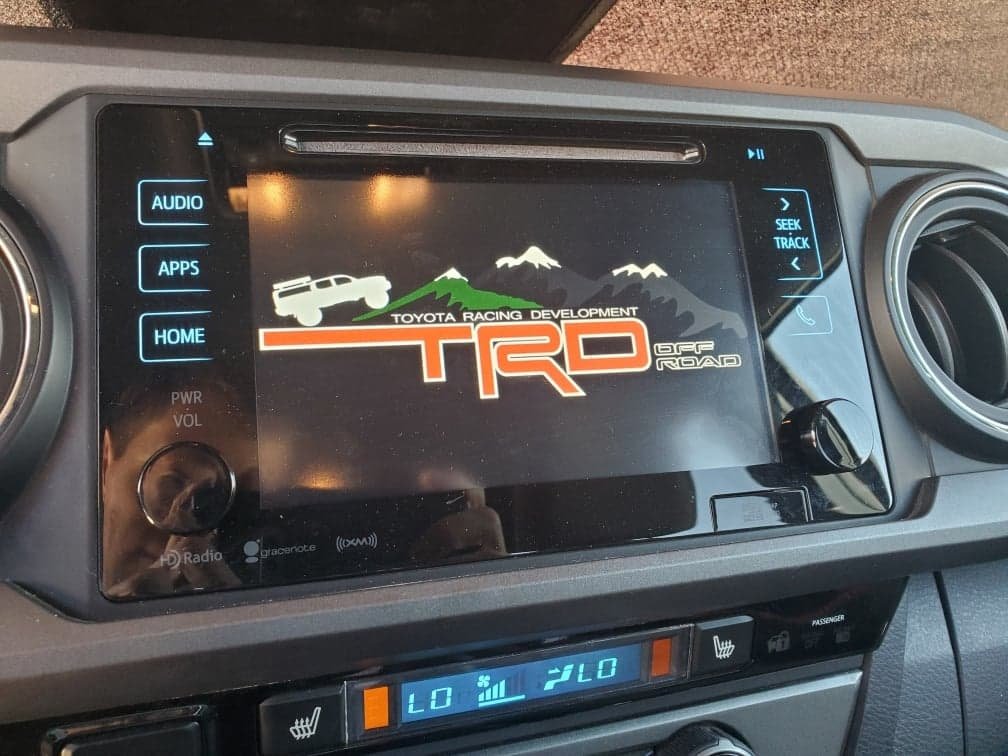 AUDIO
APPS
HOME
PWR
VOL
SEEK
TRACK
TOYOTA RACING DEVELOPMENT
TRD OFF
ROAD
HD Radio gracenote ((XM))
PASSENGER
LO LO